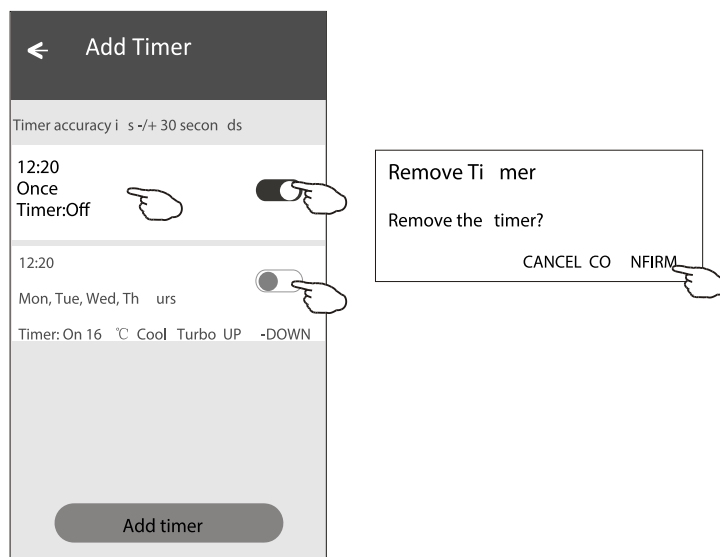 Add Timer
Timer accuracy i s -/+ 30 secon ds
12:20
Once
Timer:Off
12:20
Mon, Tue, Wed, Th urs
Timer: On 16 ℃ Cool Turbo UP -DOWN
Add timer
Remove Ti mer
Remove the timer?
CANCEL CO NFIRM